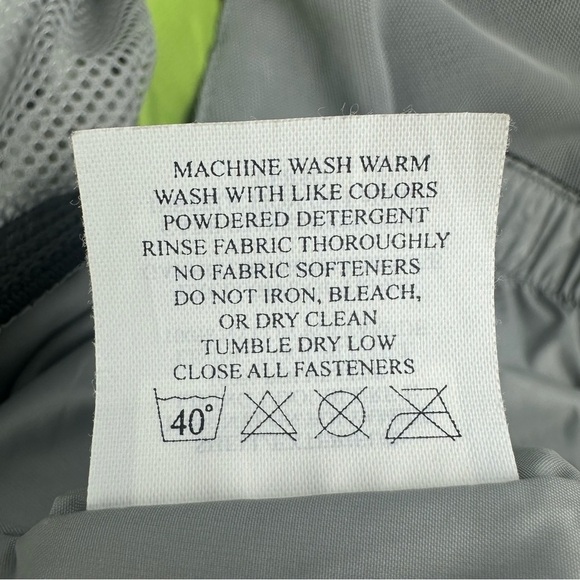 MACHINE WASH WARM
WASH WITH LIKE COLORS
POWDERED DETERGENT
RINSE FABRIC THOROUGHLY
NO FABRIC SOFTENERS
DO NOT IRON, BLEACH,
OR DRY CLEAN
TUMBLE DRY LOW
CLOSE ALL FASTENERS
40°